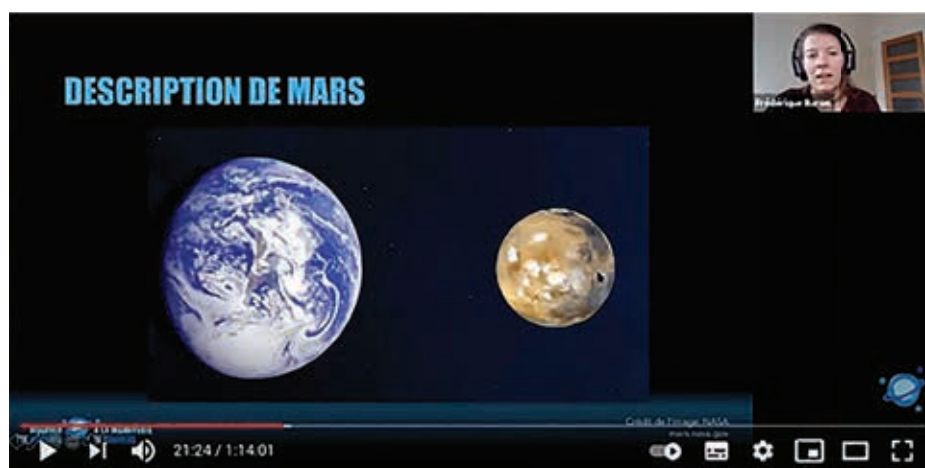 DESCRIPTION DE MARS
Frédérique Baron
Crédit de l'image: NASA
21:24 / 1:14:01